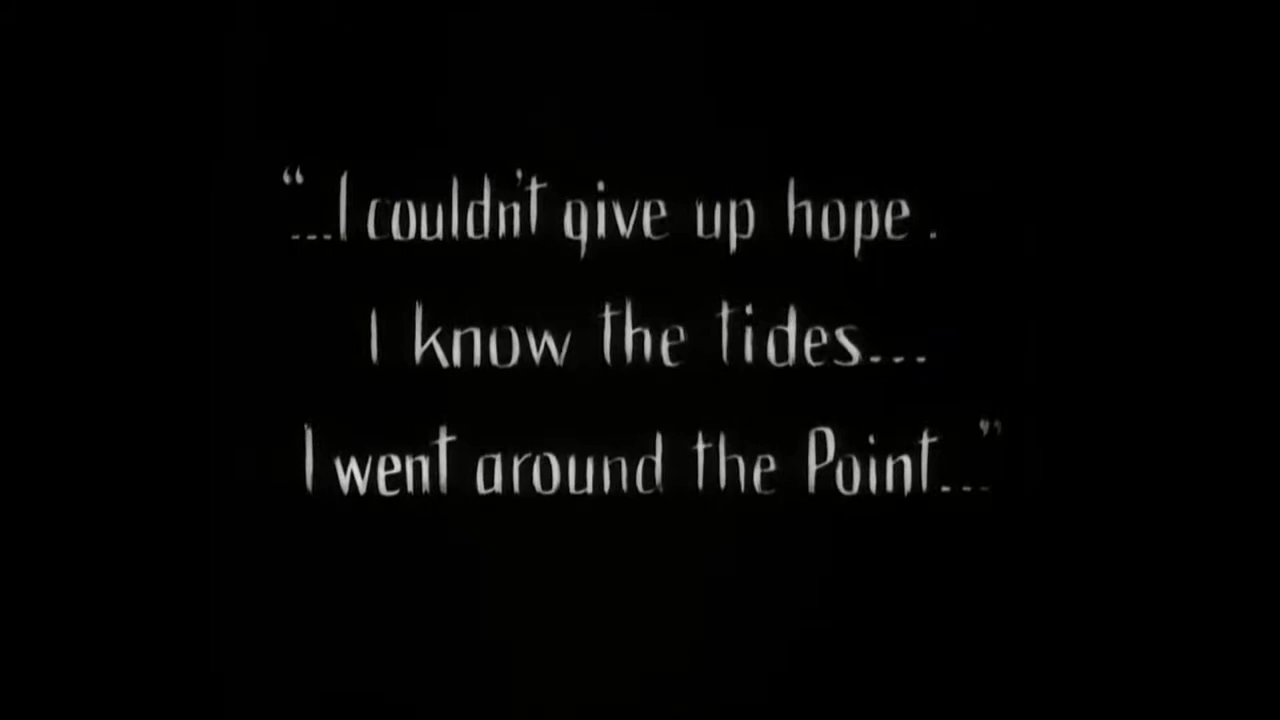 “...I couldn't give up hope.
I know the tides...
I went around the Point...”